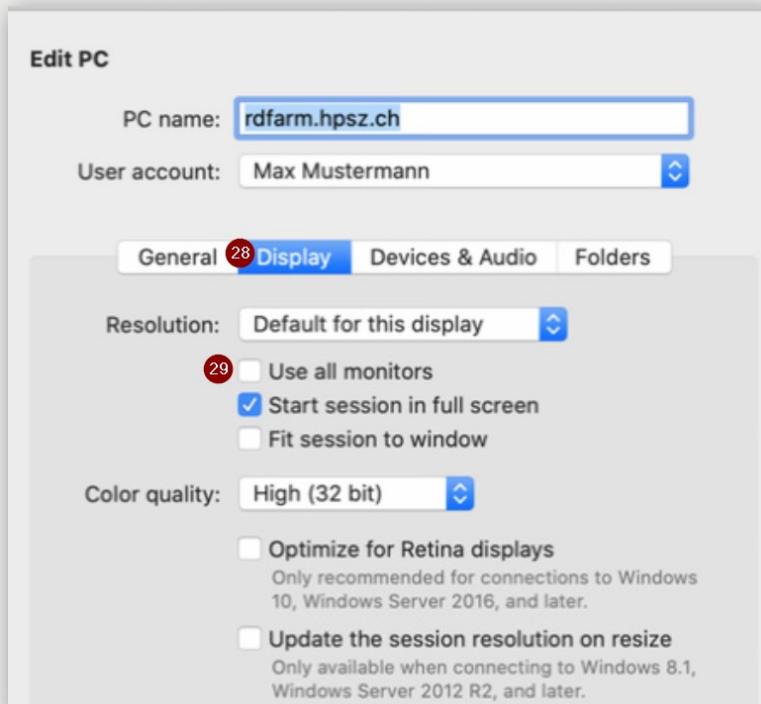 Edit PC
PC name: rdfarm.hpsz.ch
User account: Max Mustermann
General 28 Display Devices & Audio Folders
Resolution: Default for this display
29 Use all monitors
Start session in full screen
Fit session to window
Color quality: High (32 bit)
Optimize for Retina displays
Only recommended for connections to Windows
10, Windows Server 2016, and later.
Update the session resolution on resize
Only available when connecting to Windows 8.1,
Windows Server 2012 R2, and later.